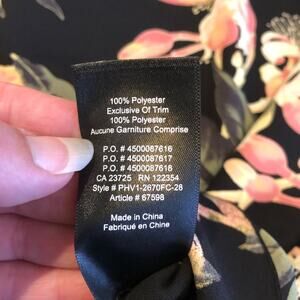 100% Polyester
Exclusive Of Trim
100% Polyester
Aucune Garniture Comprise
P.O. # 4500087616
P.O. # 4500087617
P.O. # 4500087618
CA 23725 RN 122354
Style # PHV1-2670FC-28
Article # 67598
Made in China
Fabriqué en Chine